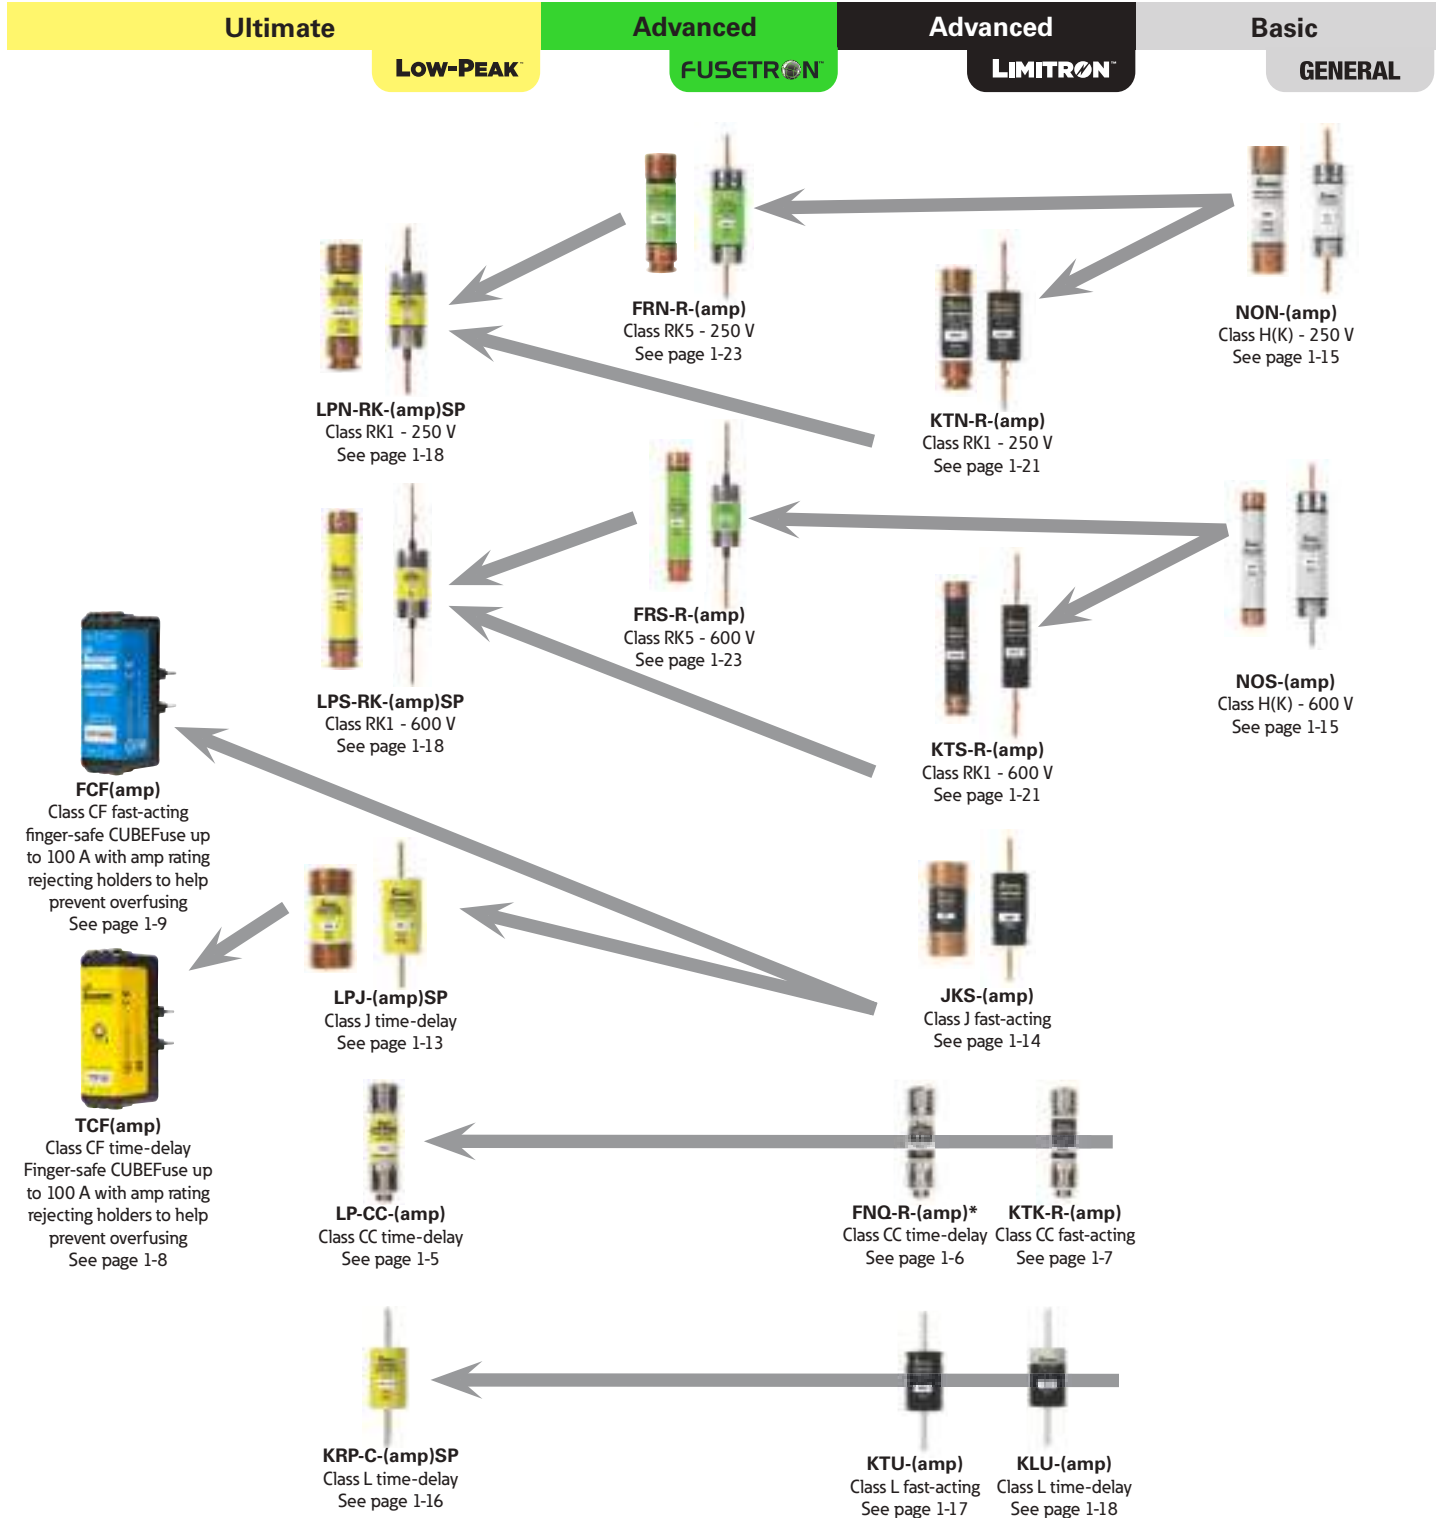 Ultimate
Advanced
Advanced
Basic
LOW-PEAK™
FUSETRON™
LIMITRON™
GENERAL
FRN-R-(amp)
Class RK5 - 250 V
See page 1-23
NON-(amp)
Class H(K) - 250 V
See page 1-15
LPN-RK-(amp)SP
Class RK1 - 250 V
See page 1-18
KTN-R-(amp)
Class RK1 - 250 V
See page 1-21
FRS-R-(amp)
Class RK5 - 600 V
See page 1-23
NOS-(amp)
Class H(K) - 600 V
See page 1-15
LPS-RK-(amp)SP
Class RK1 - 600 V
See page 1-18
KTS-R-(amp)
Class RK1 - 600 V
See page 1-21
FCF(amp)
Class CF fast-acting
finger-safe CUBEFuse up
to 100 A with amp rating
rejecting holders to help
prevent overfusing
See page 1-9
LPJ-(amp)SP
Class J time-delay
See page 1-13
JKS-(amp)
Class J fast-acting
See page 1-14
TCF(amp)
Class CF time-delay
Finger-safe CUBEFuse up
to 100 A with amp rating
rejecting holders to help
prevent overfusing
See page 1-8
LP-CC-(amp)
Class CC time-delay
See page 1-5
FNQ-R-(amp)*
Class CC time-delay
See page 1-6
KTK-R-(amp)
Class CC fast-acting
See page 1-7
KRP-C-(amp)SP
Class L time-delay
See page 1-16
KTU-(amp)
Class L fast-acting
See page 1-17
KLU-(amp)
Class L time-delay
See page 1-18